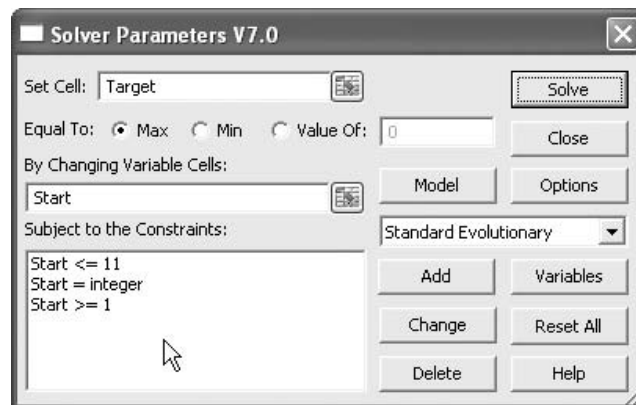 Solver Parameters V7.0
Set Cell: Target
Solve
Equal To: Max Min Value Of: 0
Close
By Changing Variable Cells:
Start
Model Options
Subject to the Constraints:
Standard Evolutionary
Start <= 11
Start = integer
Start >= 1
Add Variables
Change Reset All
Delete Help